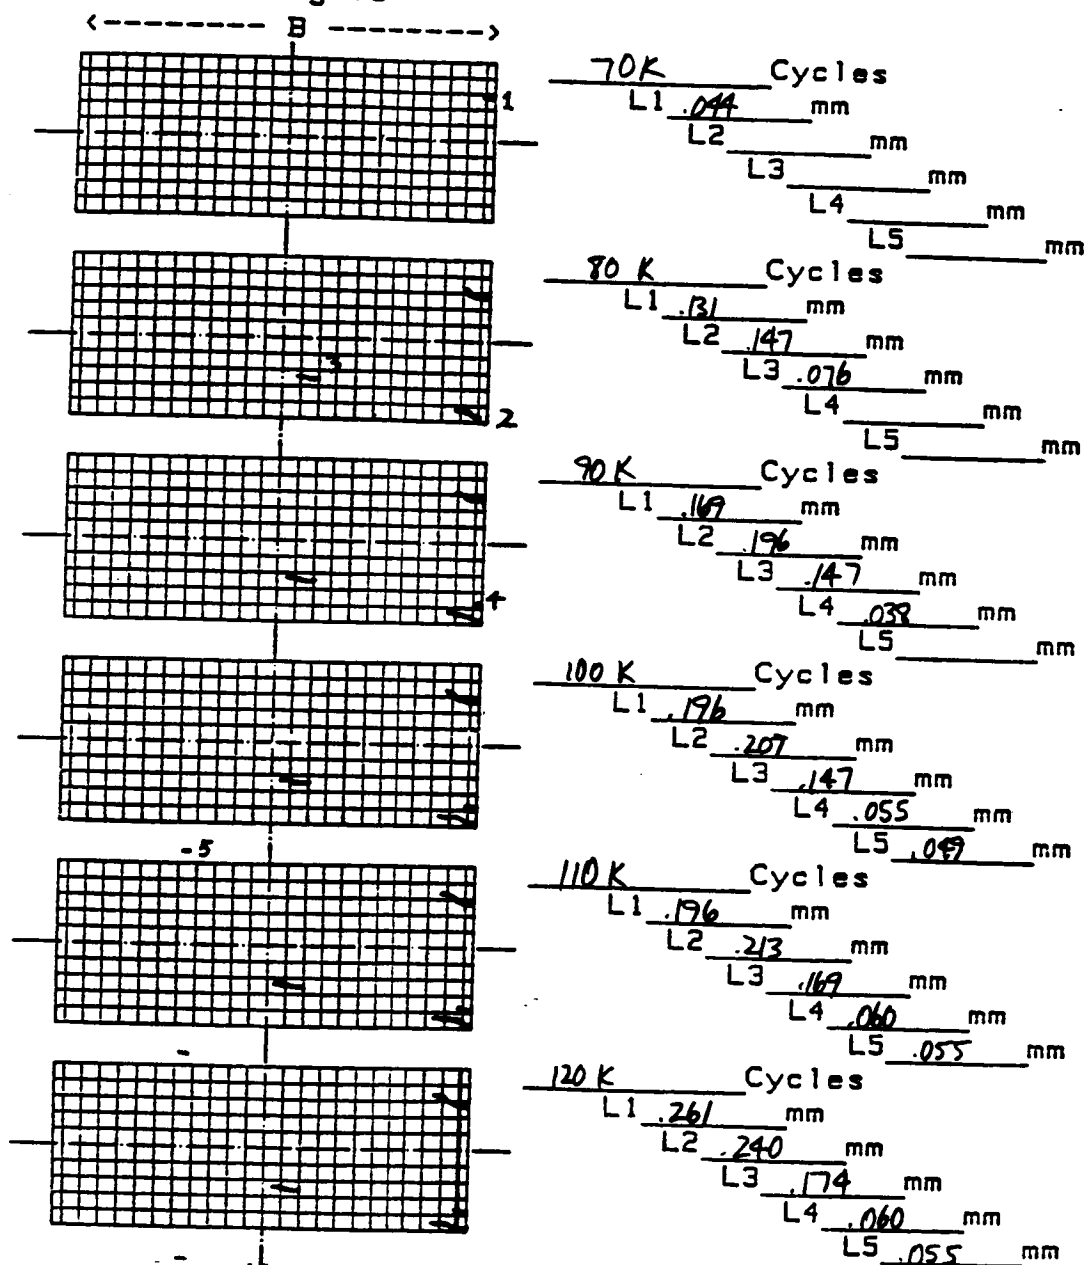 <-------- B -------->
70 K Cycles
1
L1 .044 mm
L2 mm
L3 mm
L4 mm
L5 mm
80 K Cycles
L1 .131 mm
L2 .147 mm
3
L3 .076 mm
2
L4 mm
L5 mm
90 K Cycles
L1 .169 mm
L2 .196 mm
L3 .147 mm
4
L4 .038 mm
L5 mm
100 K Cycles
L1 .196 mm
L2 .207 mm
L3 .147 mm
L4 .055 mm
-5
L5 .049 mm
110 K Cycles
L1 .196 mm
L2 .213 mm
L3 .169 mm
L4 .060 mm
L5 .055 mm
120 K Cycles
L1 .261 mm
L2 .240 mm
L3 .174 mm
L4 .060 mm
L5 .055 mm